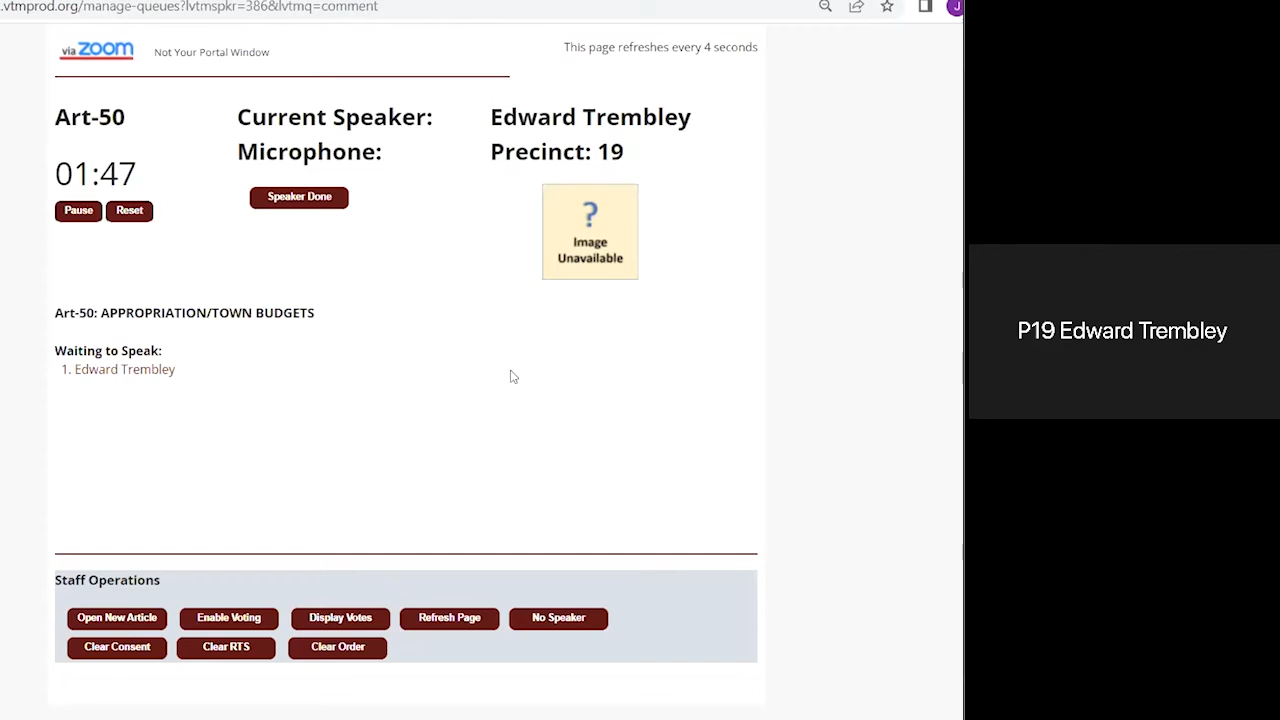 .vtmprod.org/manage-queues?lvtmspkr=386&lvtmq=comment
J
via zoom
Not Your Portal Window
This page refreshes every 4 seconds
Art-50
Current Speaker:
Edward Trembley
Microphone:
Precinct: 19
01:47
Pause
Reset
Speaker Done
?
Image
Unavailable
Art-50: APPROPRIATION/TOWN BUDGETS
Waiting to Speak:
1. Edward Trembley
P19 Edward Trembley
Staff Operations
Open New Article
Enable Voting
Display Votes
Refresh Page
No Speaker
Clear Consent
Clear RTS
Clear Order